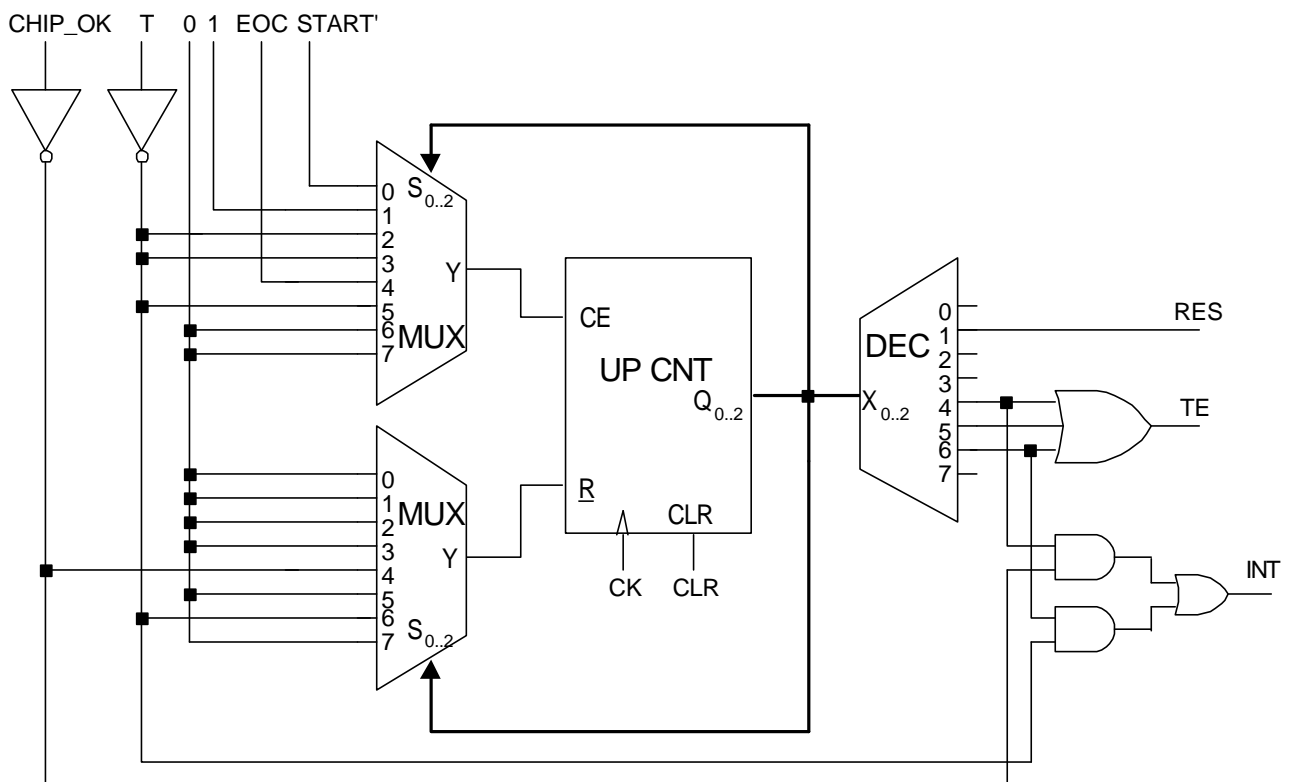 CHIP_OK T 0 1 EOC START'
0 S0..2
1
2
3
Y
4
5
6
MUX
7
CE
UP CNT
Q0..2
R
CLR
CK CLR
0
1
MUX
2
3
Y
4
5
6 S0..2
7
DEC
X0..2
0
1
2
3
4
5
6
7
RES
TE
INT